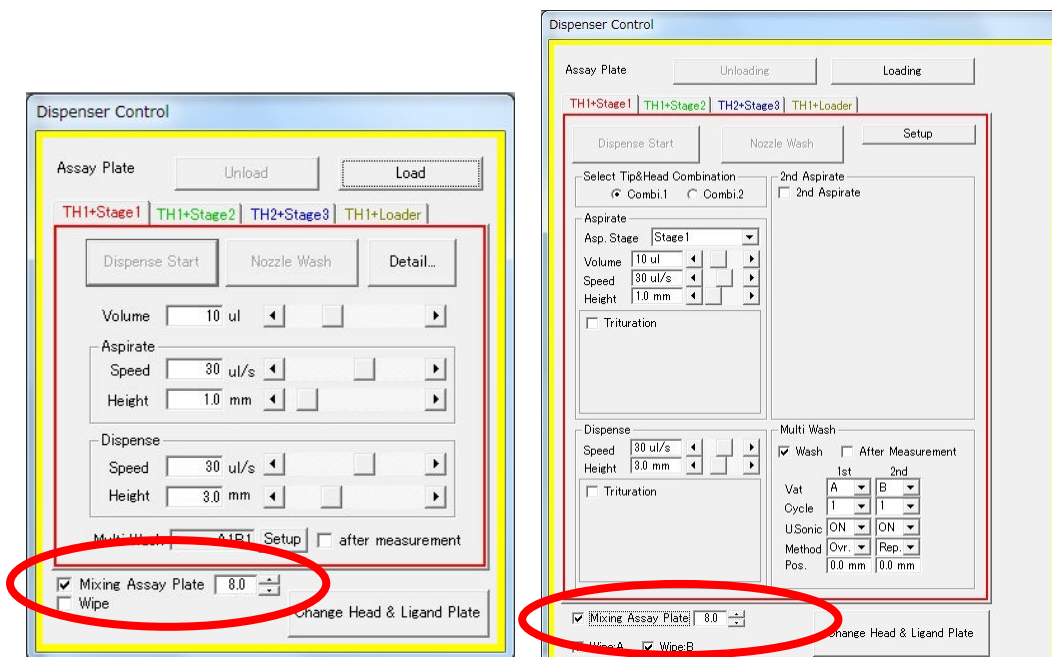 Dispenser Control
Assay Plate Unload Load
TH1+Stage1 TH1+Stage2 TH2+Stage3 TH1+Loader
Dispense Start Nozzle Wash Detail...
Volume 10 ul
Aspirate
Speed 30 ul/s
Height 1.0 mm
Dispense
Speed 30 ul/s
Height 3.0 mm
Multi Wash A1B1 Setup after measurement
Mixing Assay Plate 8.0
Wipe
Change Head & Ligand Plate
Dispenser Control
Assay Plate Unloading Loading
TH1+Stage1 TH1+Stage2 TH2+Stage3 TH1+Loader
Dispense Start Nozzle Wash Setup
Select Tip&Head Combination
Combi.1 Combi.2
2nd Aspirate
2nd Aspirate
Aspirate
Asp. Stage Stage1
Volume 10 ul
Speed 30 ul/s
Height 1.0 mm
Trituration
Dispense
Speed 30 ul/s
Height 3.0 mm
Trituration
Multi Wash
Wash After Measurement
1st 2nd
Vat A B
Cycle 1 1
U.Sonic ON ON
Method Ovr. Rep.
Pos. 0.0 mm 0.0 mm
Mixing Assay Plate 8.0
Wipe:A Wipe:B
Change Head & Ligand Plate